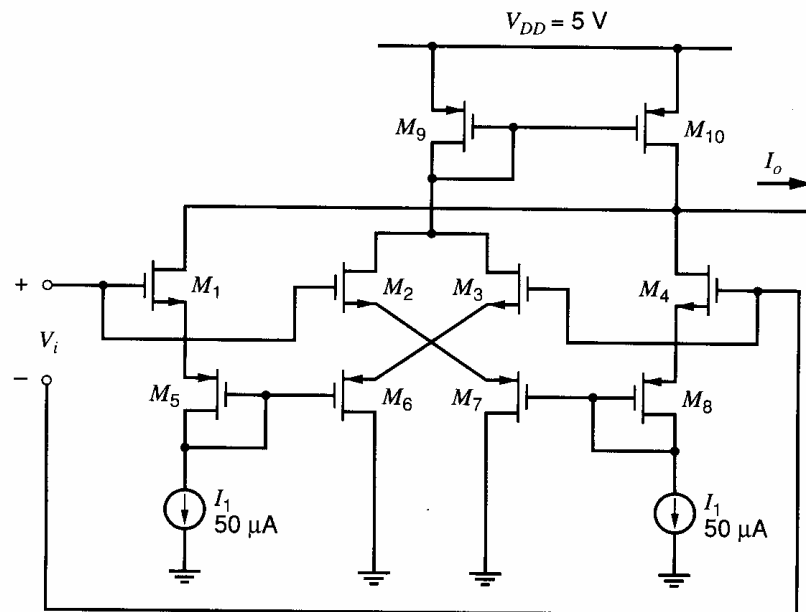 V_DD = 5 V
M_9
M_10
I_o
+
M_1
M_2
M_3
M_4
V_i
−
M_5
M_6
M_7
M_8
I_1
50 μA
I_1
50 μA